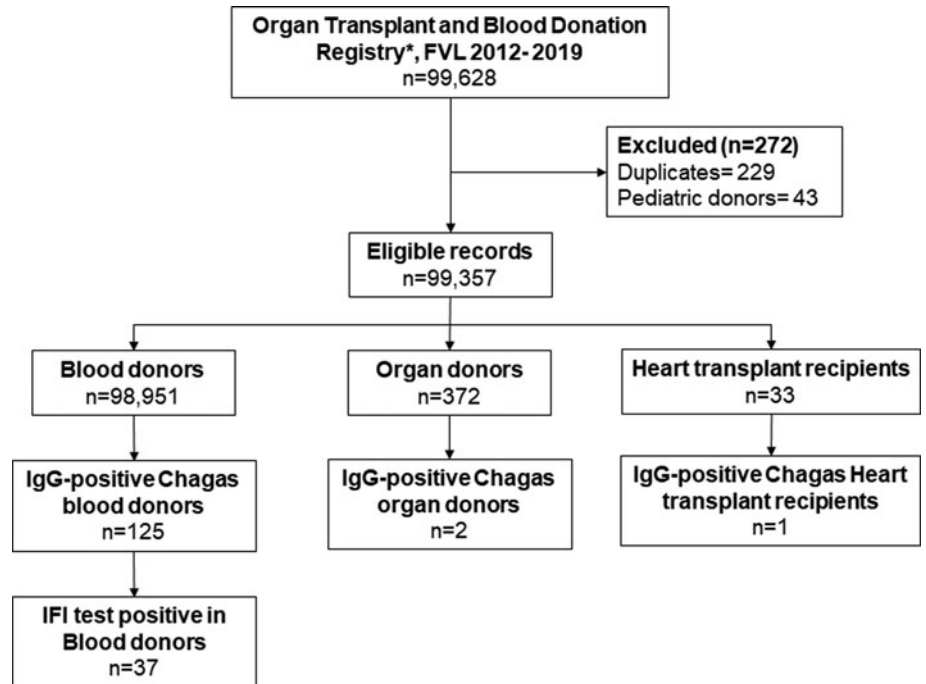 Organ Transplant and Blood Donation
Registry*, FVL 2012- 2019
n=99,628
Excluded (n=272)
Duplicates= 229
Pediatric donors= 43
Eligible records
n=99,357
Blood donors
n=98,951
Organ donors
n=372
Heart transplant recipients
n=33
IgG-positive Chagas
blood donors
n=125
IgG-positive Chagas
organ donors
n=2
IgG-positive Chagas Heart
transplant recipients
n=1
IFI test positive in
Blood donors
n=37